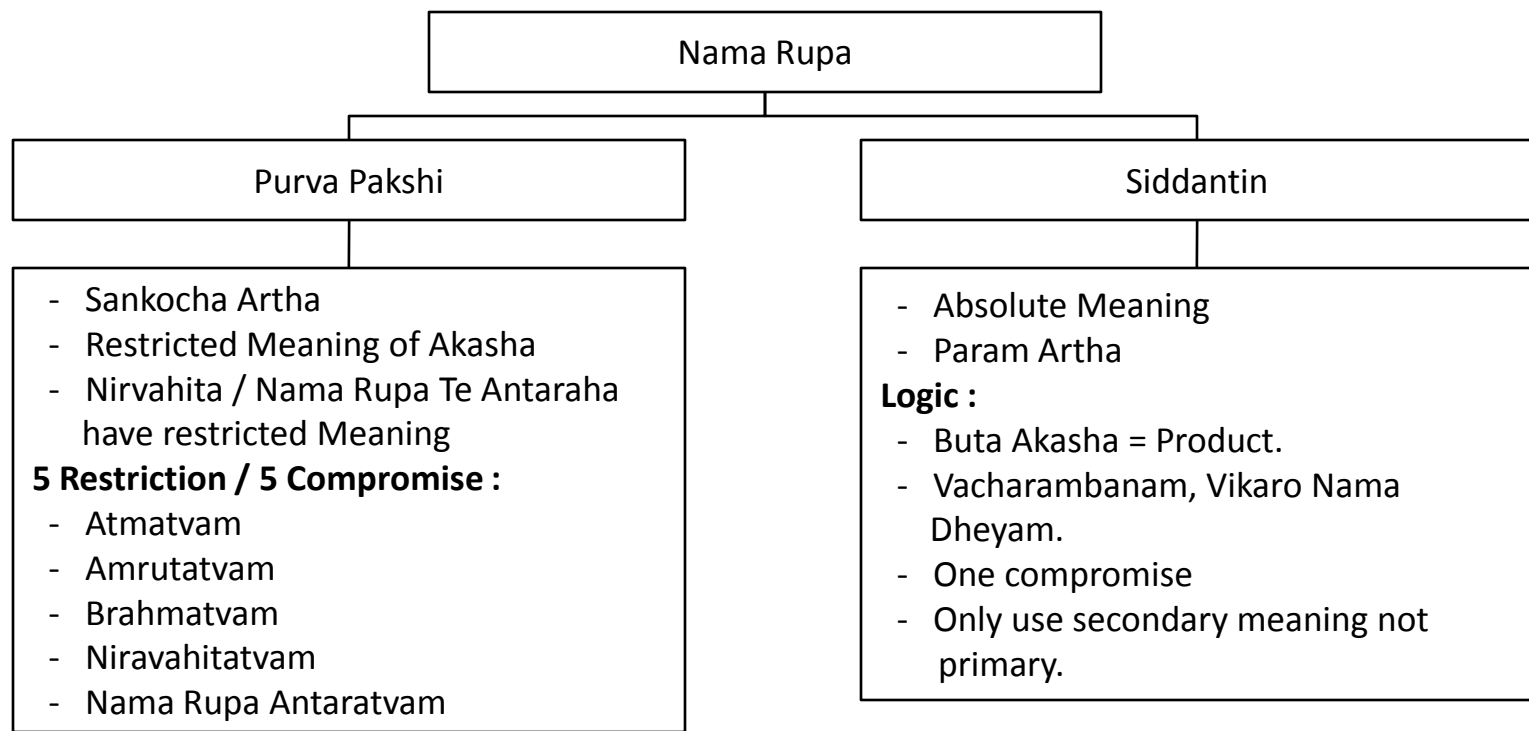 Nama Rupa
Purva Pakshi
- Sankocha Artha
- Restricted Meaning of Akasha
- Nirvahita / Nama Rupa Te Antaraha
have restricted Meaning
5 Restriction / 5 Compromise :
- Atmatvam
- Amrutatvam
- Brahmatvam
- Niravahitatvam
- Nama Rupa Antaratvam
Siddantin
- Absolute Meaning
- Param Artha
Logic :
- Buta Akasha = Product.
- Vacharambanam, Vikaro Nama
Dheyam.
- One compromise
- Only use secondary meaning not
primary.